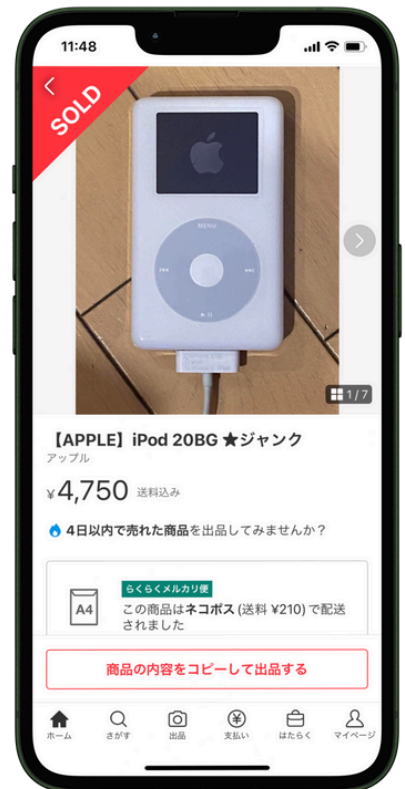 11:48
SOLD
MENU
1/7
【APPLE】iPod 20BG ★ジャンク
アップル
¥4,750 送料込み
4日以内で売れた商品を出品してみませんか？
らくらくメルカリ便
A4
この商品はネコポス (送料 ¥210) で配送
されました
商品の内容をコピーして出品する
ホーム
さがす
出品
支払い
はたらく
マイページ